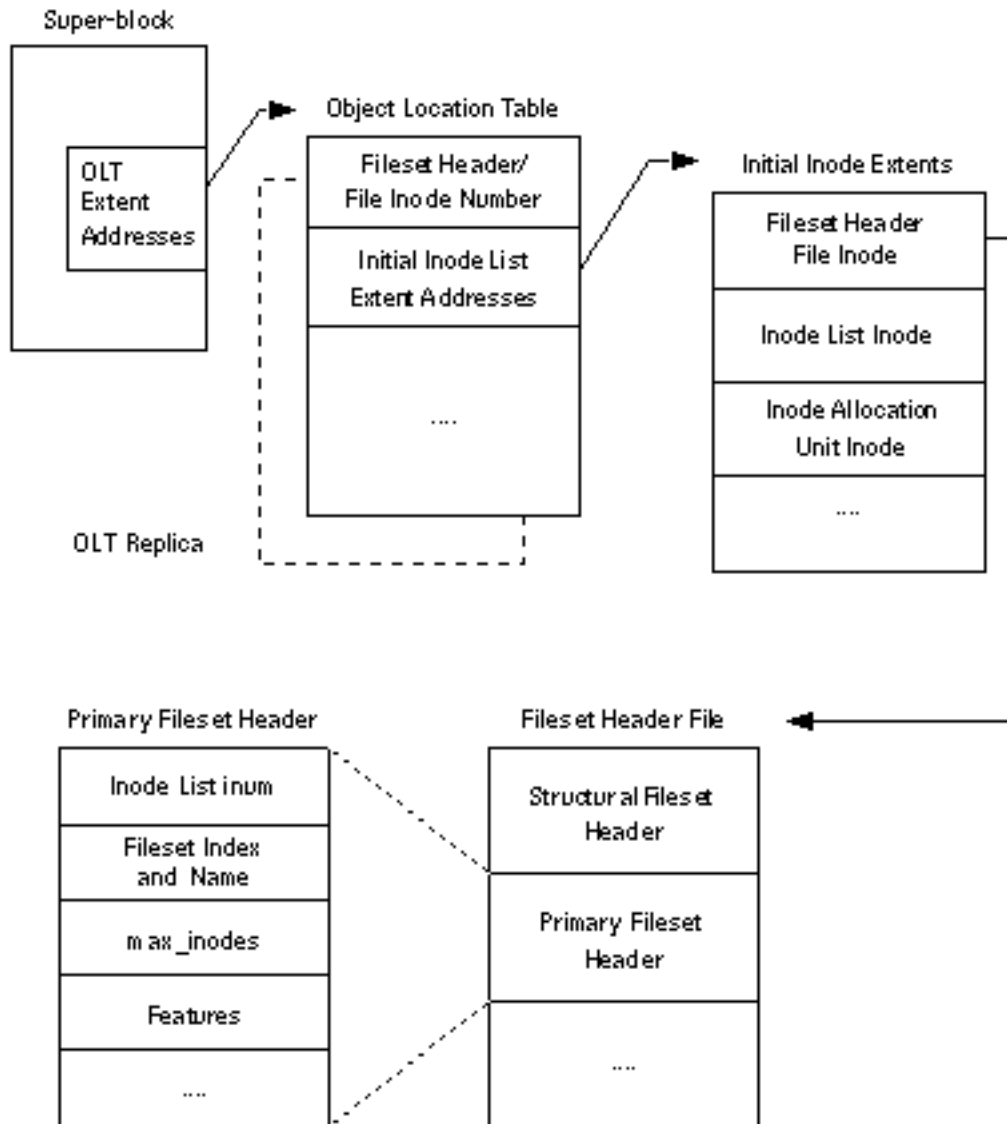 Super-block
OLT
Extent
Addresses
Object Location Table
Fileset Header/
File Inode Number
Initial Inode List
Extent Addresses
....
OLT Replica
Initial Inode Extents
Fileset Header
File Inode
Inode List Inode
Inode Allocation
Unit Inode
....
Primary Fileset Header
Inode List inum
Fileset Index
and Name
max_inodes
Features
....
Fileset Header File
Structural Fileset
Header
Primary Fileset
Header
....